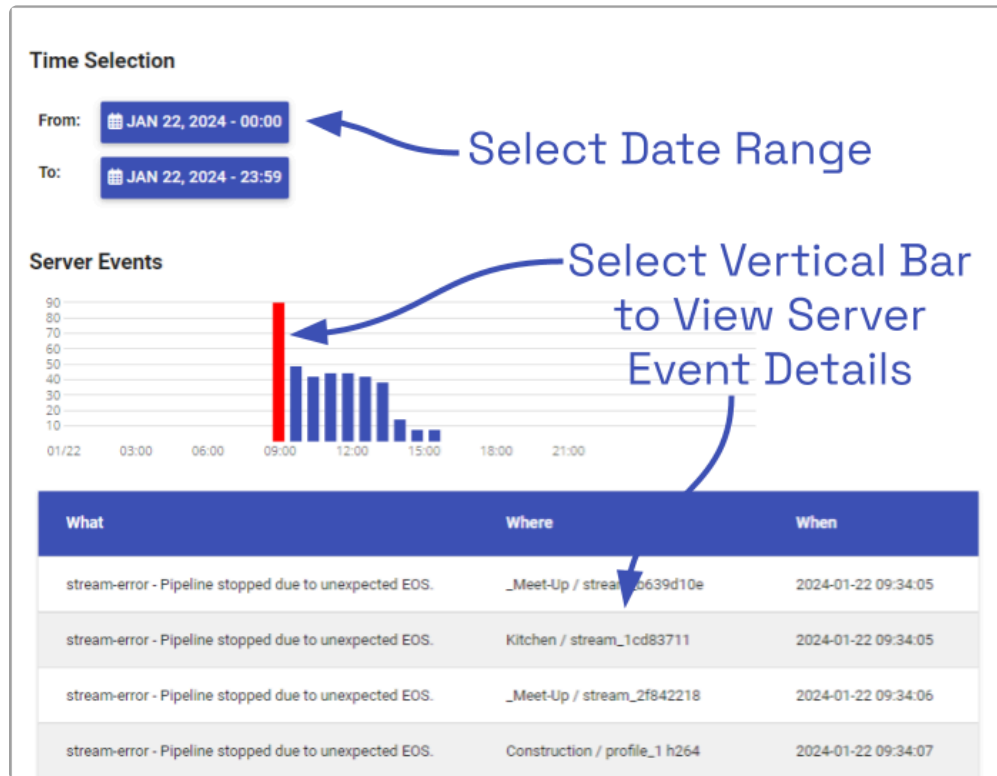 Time Selection
From:
JAN 22, 2024 - 00:00
Select Date Range
To:
JAN 22, 2024 - 23:59
Server Events
Select Vertical Bar
to View Server
Event Details
90
80
70
60
50
40
30
20
10
01/22 03:00 06:00 09:00 12:00 15:00 18:00 21:00
What Where When
stream-error - Pipeline stopped due to unexpected EOS. _Meet-Up / stream_b639d10e 2024-01-22 09:34:05
stream-error - Pipeline stopped due to unexpected EOS. Kitchen / stream_1cd83711 2024-01-22 09:34:05
stream-error - Pipeline stopped due to unexpected EOS. _Meet-Up / stream_2f842218 2024-01-22 09:34:06
stream-error - Pipeline stopped due to unexpected EOS. Construction / profile_1 h264 2024-01-22 09:34:07